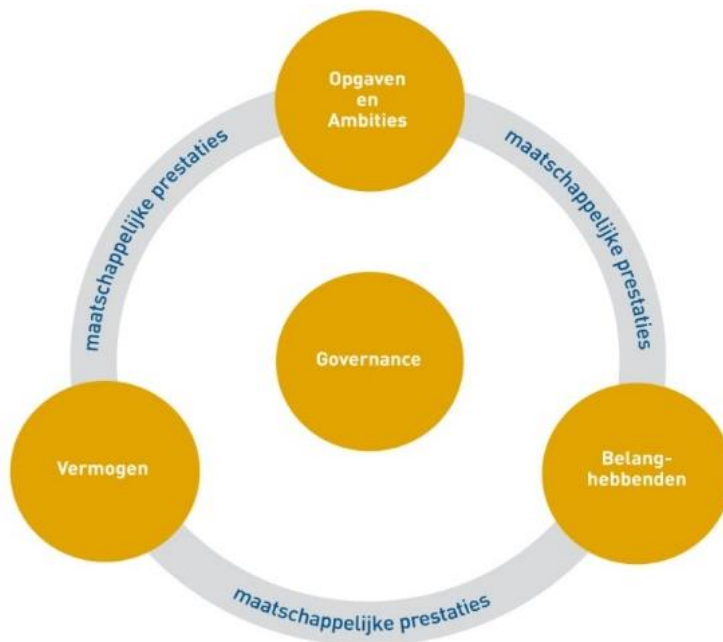 Opgaven
en
Ambities
maatschappelijke prestaties
maatschappelijke prestaties
Governance
Vermogen
Belang-
hebbenden
maatschappelijke prestaties